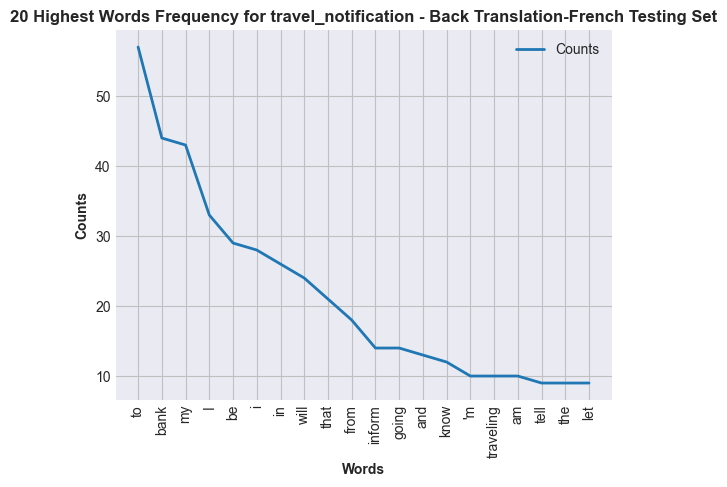 20 Highest Words Frequency for travel_notification - Back Translation-French Testing Set
Counts
50
40
30
20
10
Counts
to
bank
my
I
be
i
in
will
that
from
inform
going
and
know
'm
traveling
am
tell
the
let
Words